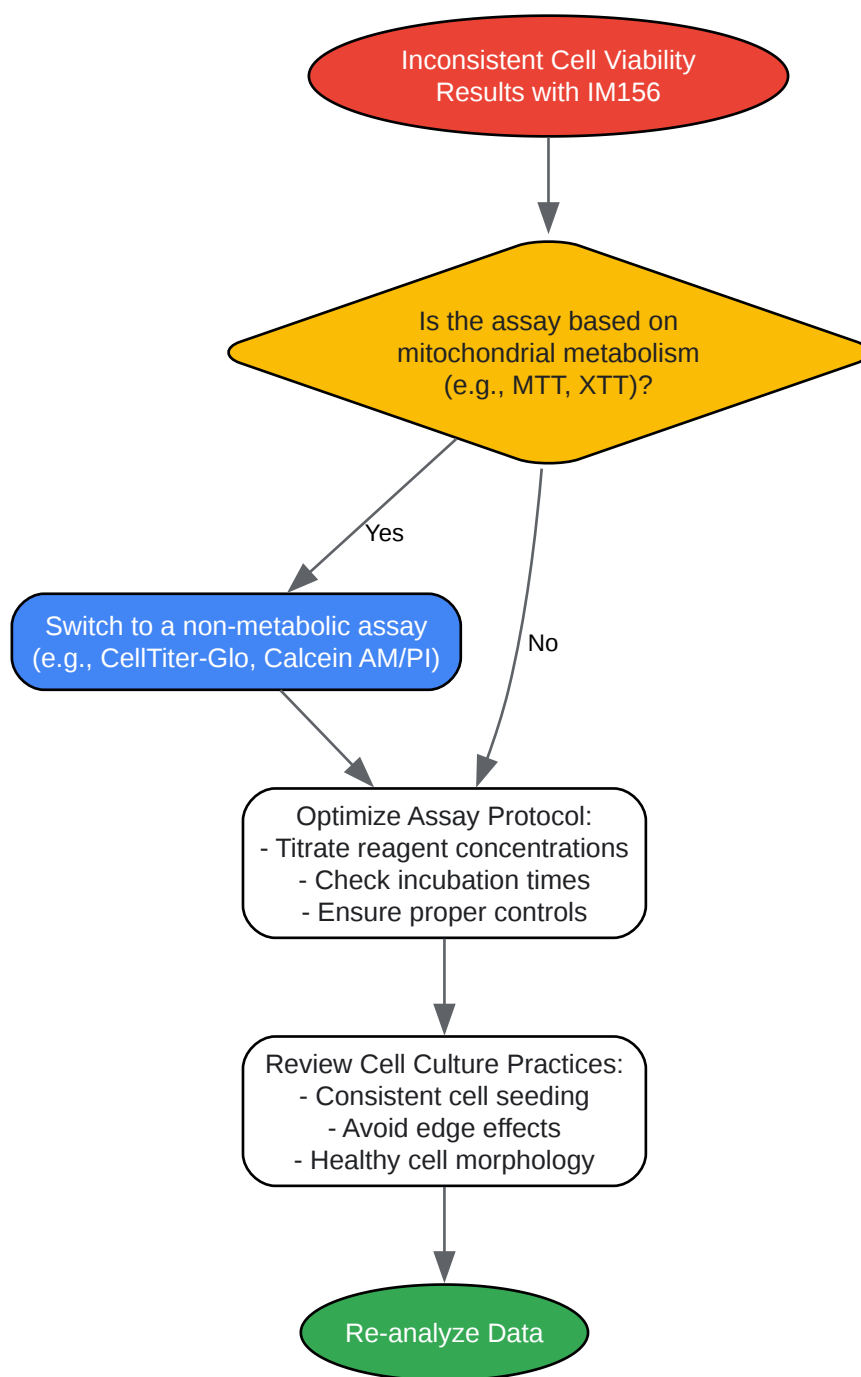 Inconsistent Cell Viability
Results with IM156
Is the assay based on
mitochondrial metabolism
(e.g., MTT, XTT)?
Yes
No
Switch to a non-metabolic assay
(e.g., CellTiter-Glo, Calcein AM/PI)
Optimize Assay Protocol:
- Titrate reagent concentrations
- Check incubation times
- Ensure proper controls
Review Cell Culture Practices:
- Consistent cell seeding
- Avoid edge effects
- Healthy cell morphology
Re-analyze Data